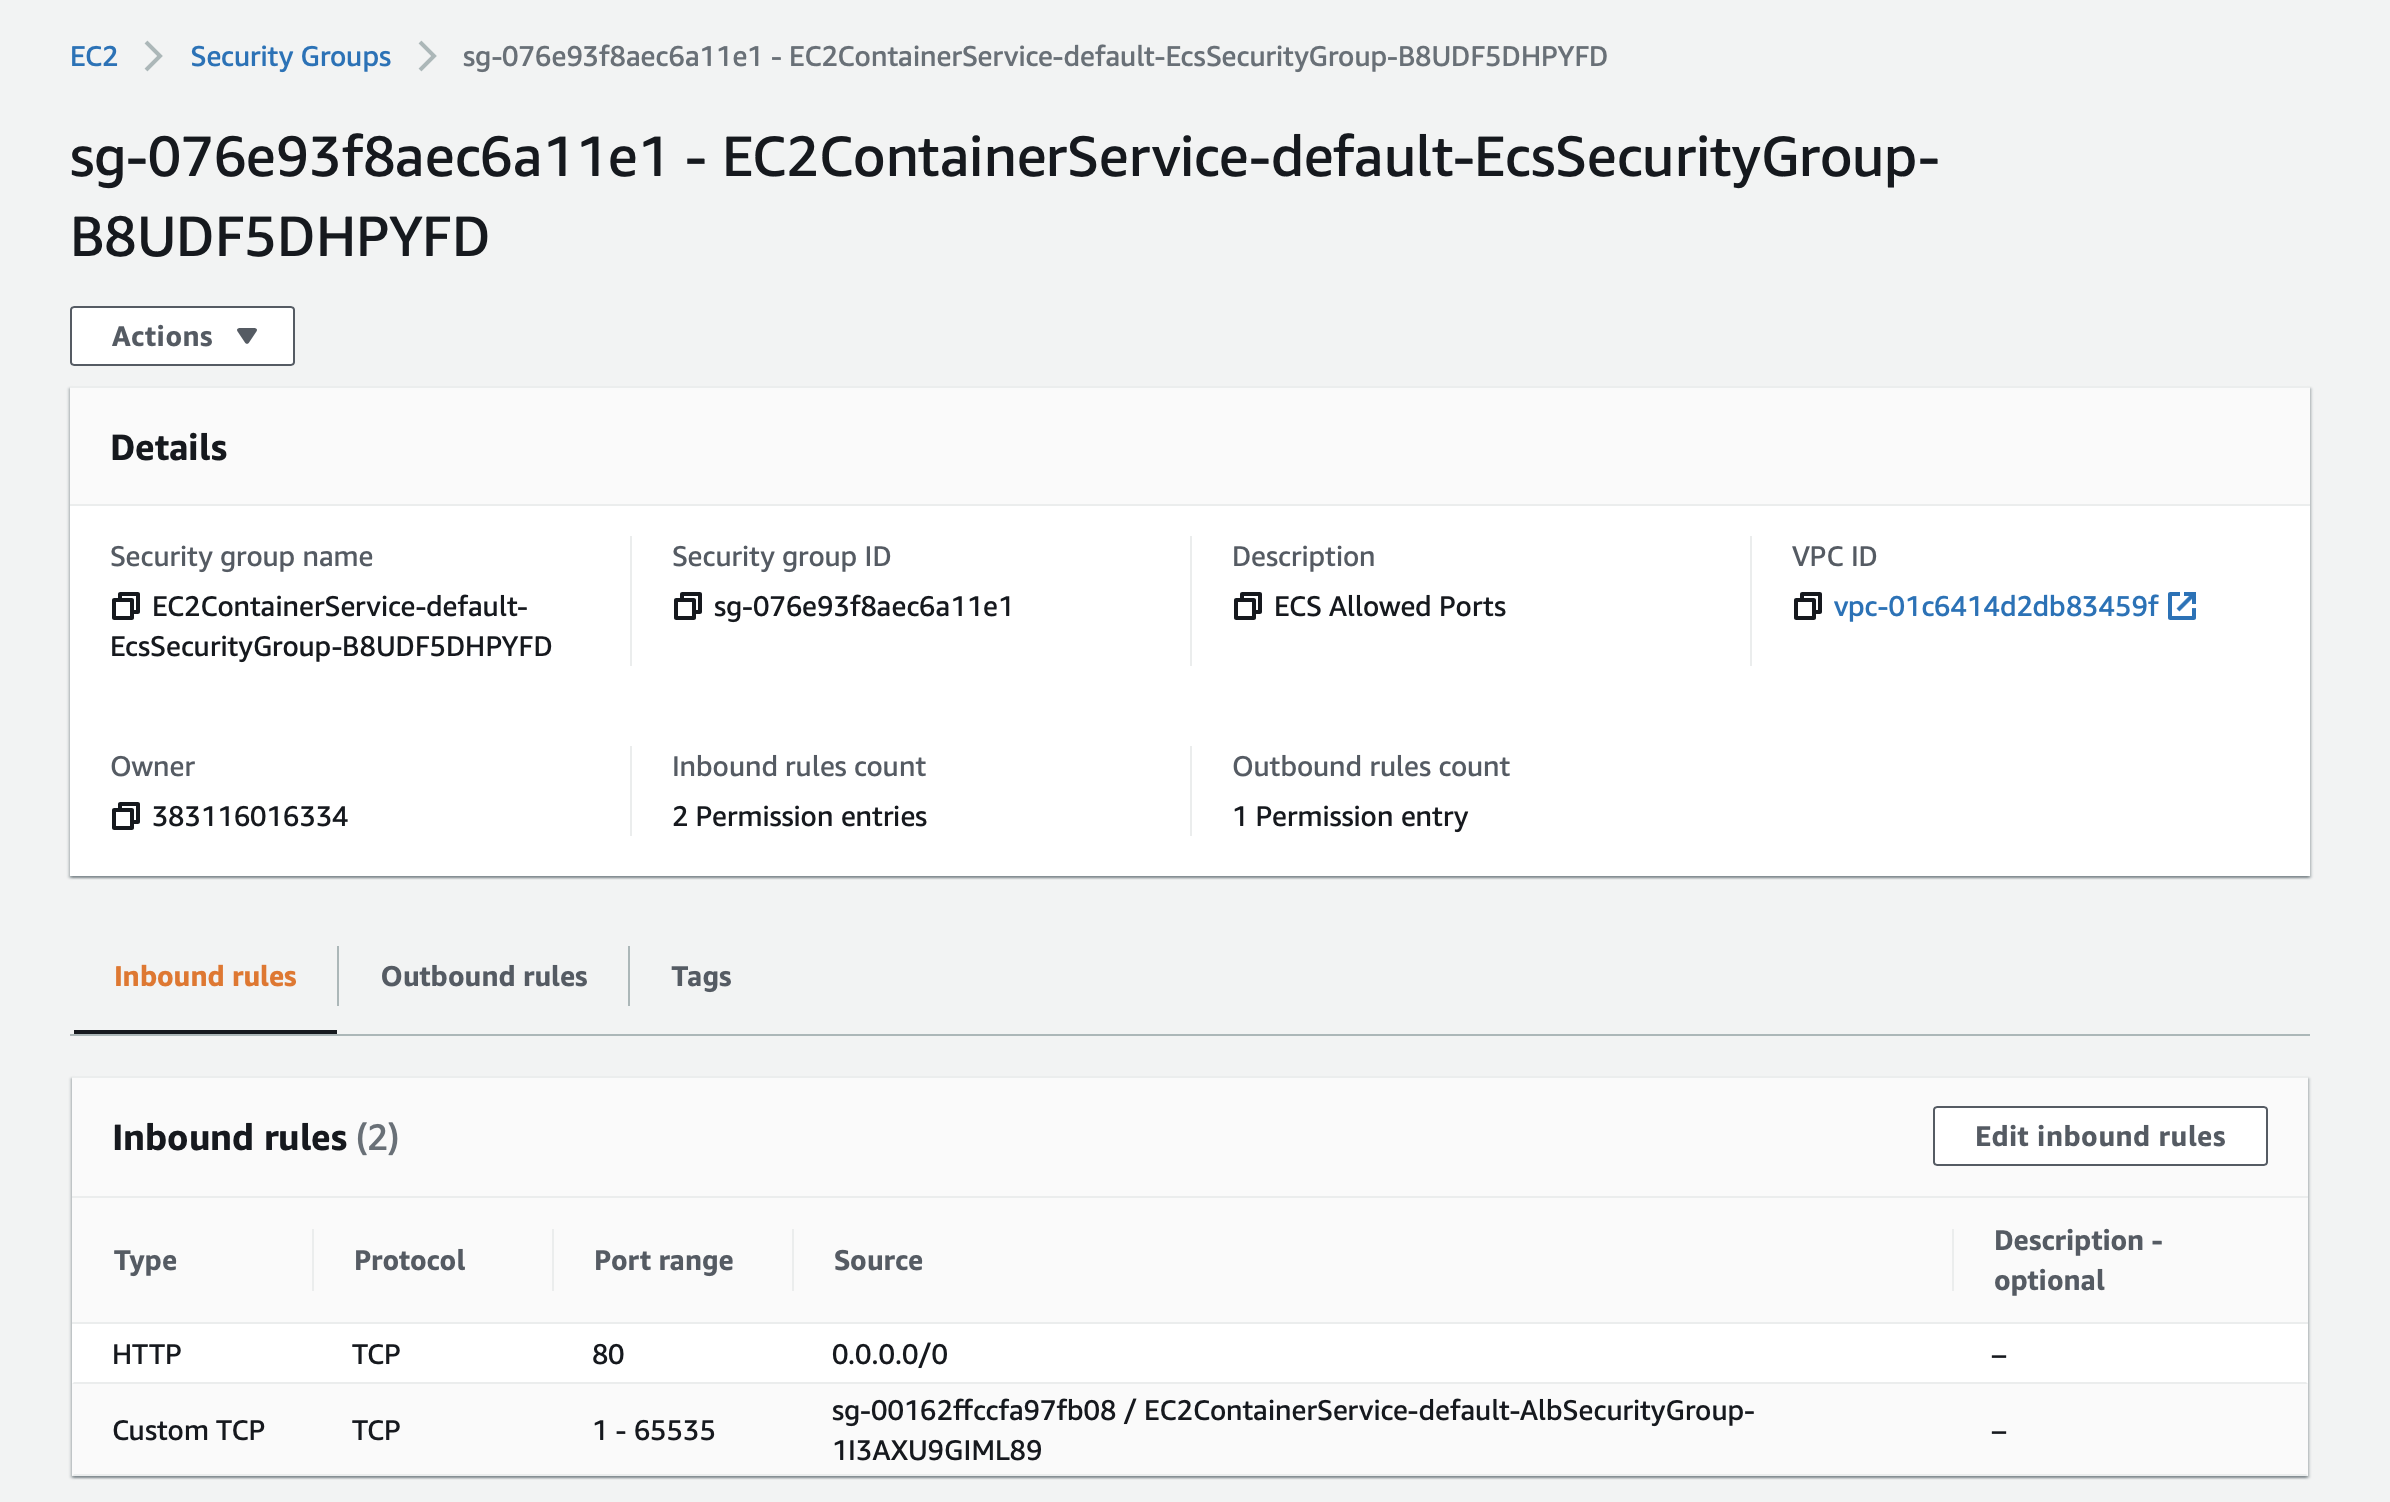 EC2 > Security Groups > sg-076e93f8aec6a11e1 - EC2ContainerService-default-EcsSecurityGroup-B8UDF5DHPYFD
sg-076e93f8aec6a11e1 - EC2ContainerService-default-EcsSecurityGroup-
B8UDF5DHPYFD
Actions
Details
Security group name
EC2ContainerService-default-
EcsSecurityGroup-B8UDF5DHPYFD
Security group ID
sg-076e93f8aec6a11e1
Description
ECS Allowed Ports
VPC ID
vpc-01c6414d2db83459f
Owner
383116016334
Inbound rules count
2 Permission entries
Outbound rules count
1 Permission entry
Inbound rules Outbound rules Tags
Inbound rules (2)
Edit inbound rules
Type Protocol Port range Source Description -
optional
HTTP TCP 80 0.0.0.0/0 –
Custom TCP TCP 1 - 65535 sg-00162ffccfa97fb08 / EC2ContainerService-default-AlbSecurityGroup-
1I3AXU9GIML89 –